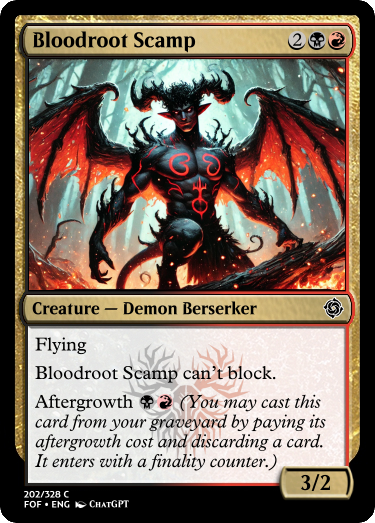 Bloodroot Scamp 2
Creature — Demon Berserker
Flying
Bloodroot Scamp can't block.
Aftergrowth (You may cast this
card from your graveyard by paying its
aftergrowth cost and discarding a card.
It enters with a finality counter.)
3/2
202/328 C
FOF • ENG ChatGPT